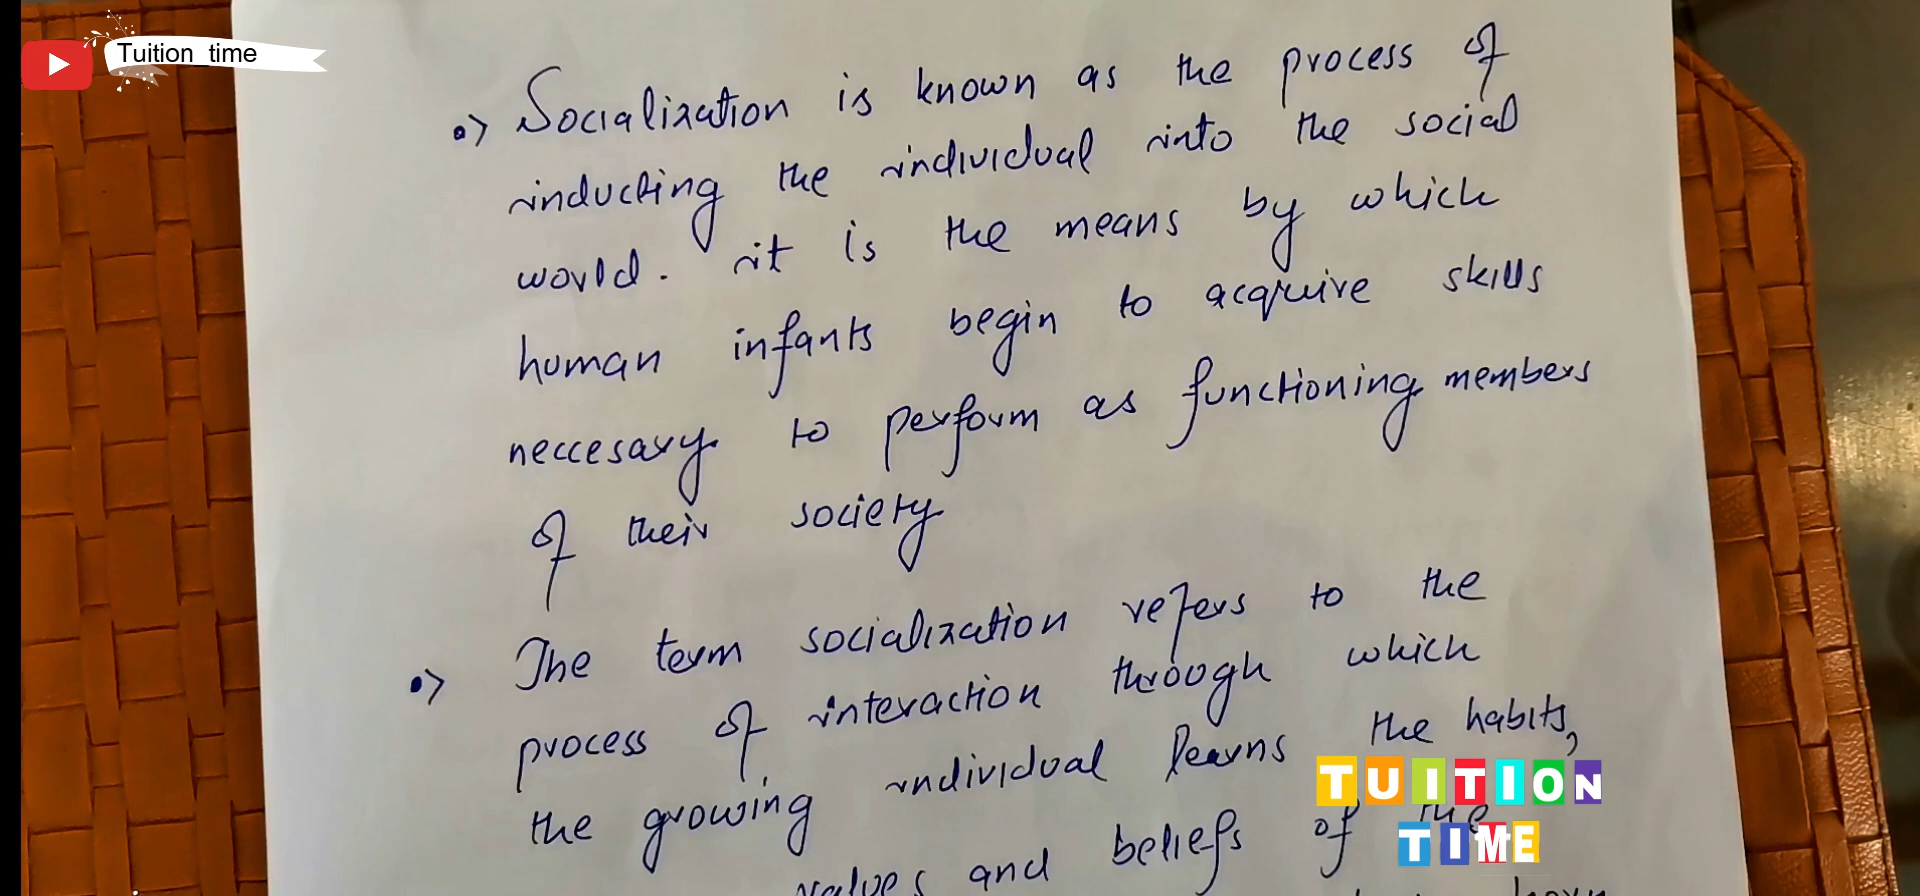 Tuition_time
•> Socialization is known as the process of
inducting the individual into the social
world. it is the means by which
human infants begin to acquire skills
neccesary to perform as functioning members
of their society
•> The term socialization refers to the
process of interaction through which
the growing individual learns the habits,
values and beliefs of the
TUITION
TIME